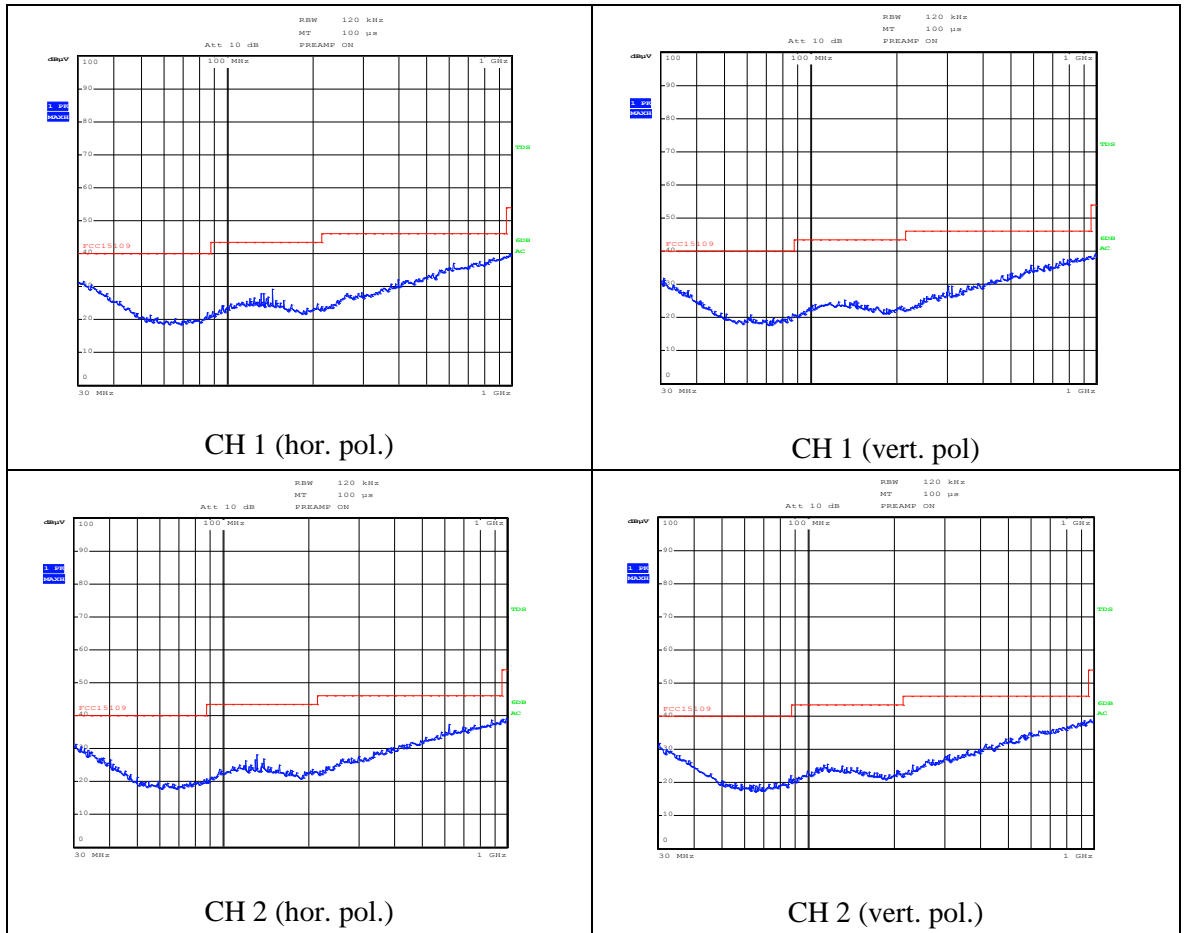 RBW 120 kHz
MT 100 µs
Att 10 dB PREAMP ON
dBµV 100 100 MHz 1 GHz
90
1 PK
MAXH
80
70
TDS
60
50
FCC15109
6DB
40
AC
30
20
10
0
30 MHz 1 GHz
CH 1 (hor. pol.)
RBW 120 kHz
MT 100 µs
Att 10 dB PREAMP ON
dBµV 100 100 MHz 1 GHz
90
1 PK
MAXH
80
70
TDS
60
50
FCC15109
6DB
40
AC
30
20
10
0
30 MHz 1 GHz
CH 1 (vert. pol)
RBW 120 kHz
MT 100 µs
Att 10 dB PREAMP ON
dBµV 100 100 MHz 1 GHz
90
1 PK
MAXH
80
70
TDS
60
50
FCC15109
6DB
40
AC
30
20
10
0
30 MHz 1 GHz
CH 2 (hor. pol.)
RBW 120 kHz
MT 100 µs
Att 10 dB PREAMP ON
dBµV 100 100 MHz 1 GHz
90
1 PK
MAXH
80
70
TDS
60
50
FCC15109
6DB
40
AC
30
20
10
0
30 MHz 1 GHz
CH 2 (vert. pol.)